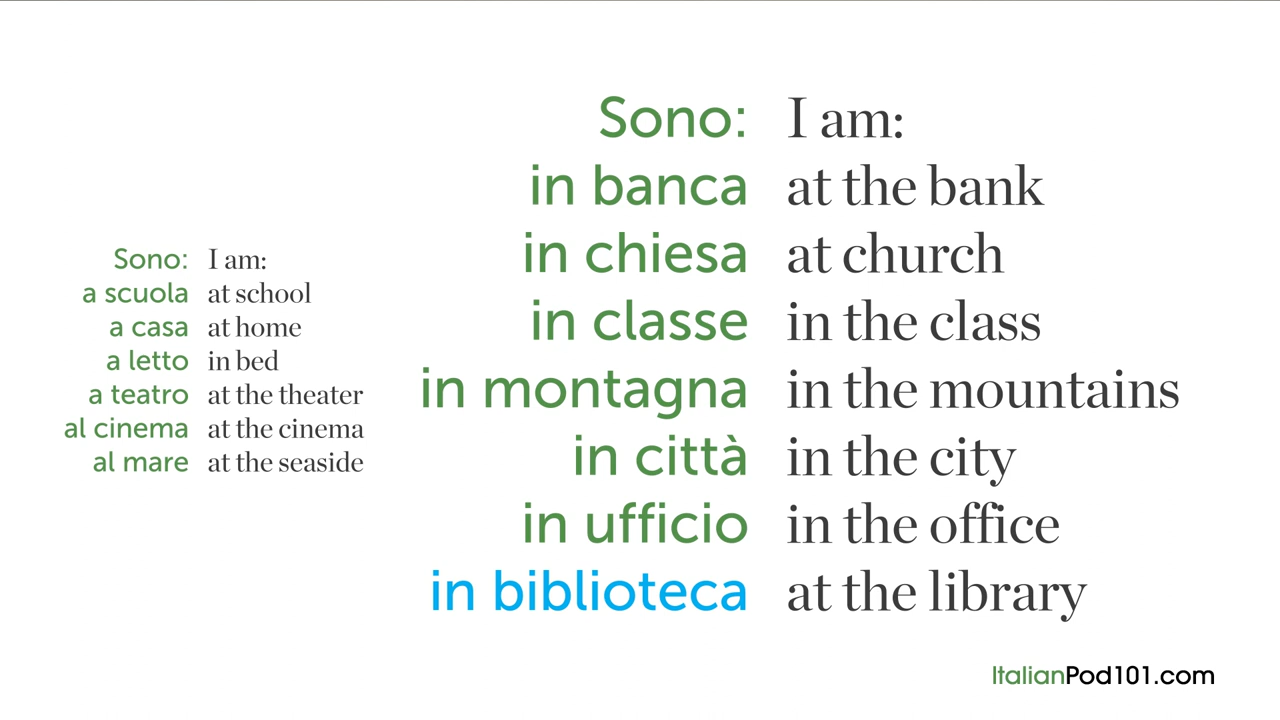 Sono: I am:
a scuola at school
a casa at home
a letto in bed
a teatro at the theater
al cinema at the cinema
al mare at the seaside
Sono: I am:
in banca at the bank
in chiesa at church
in classe in the class
in montagna in the mountains
in città in the city
in ufficio in the office
in biblioteca at the library
ItalianPod101.com